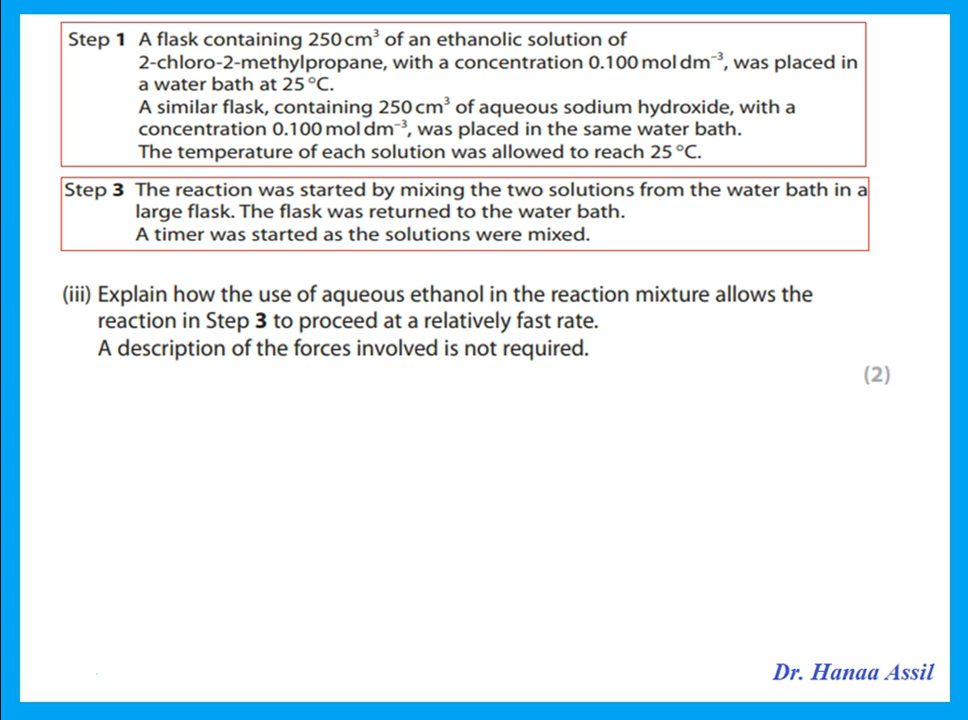 Step 1 A flask containing 250 cm³ of an ethanolic solution of
2-chloro-2-methylpropane, with a concentration 0.100 mol dm⁻³, was placed in
a water bath at 25 °C.
A similar flask, containing 250 cm³ of aqueous sodium hydroxide, with a
concentration 0.100 mol dm⁻³, was placed in the same water bath.
The temperature of each solution was allowed to reach 25 °C.
Step 3 The reaction was started by mixing the two solutions from the water bath in a
large flask. The flask was returned to the water bath.
A timer was started as the solutions were mixed.
(iii) Explain how the use of aqueous ethanol in the reaction mixture allows the
reaction in Step 3 to proceed at a relatively fast rate.
A description of the forces involved is not required.
(2)
Dr. Hanaa Assil